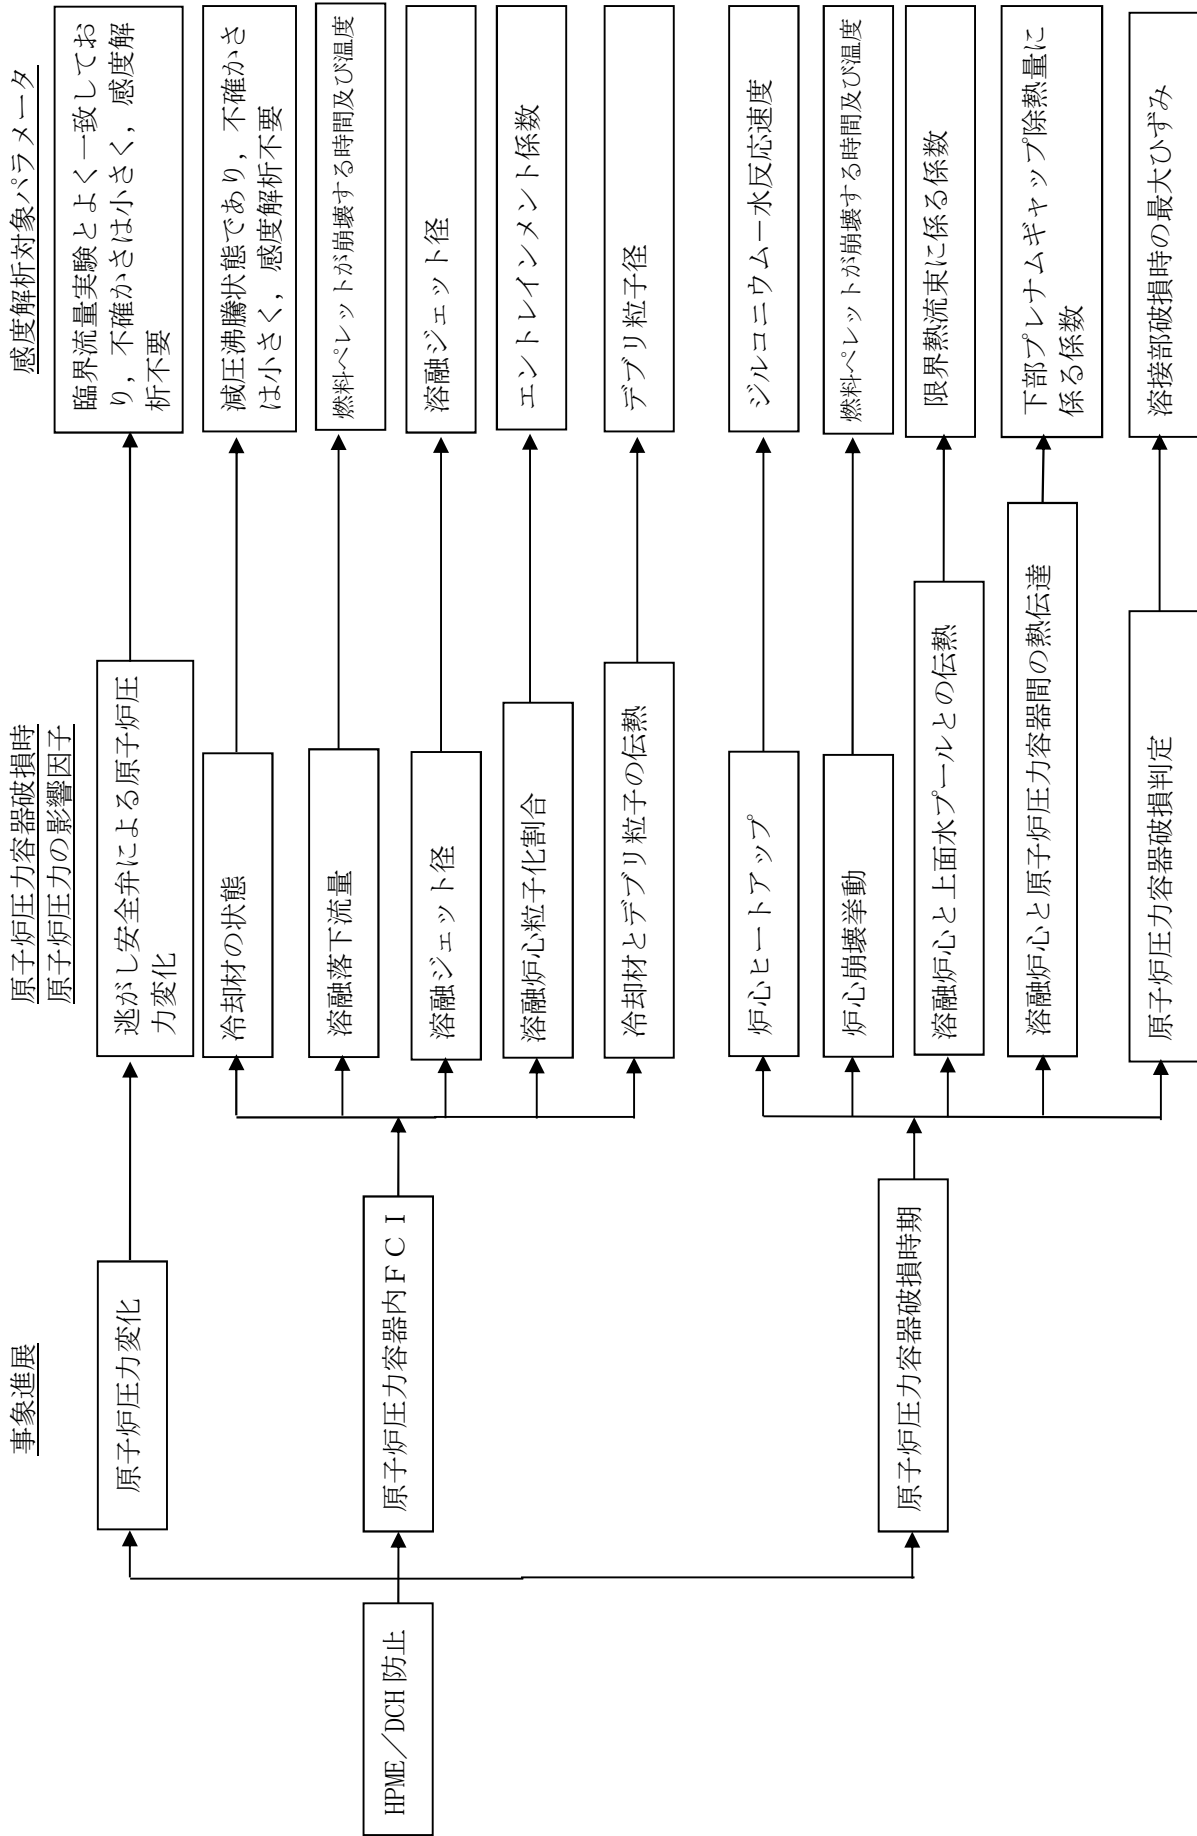 事象進展
原子炉圧力容器破損時
原子炉圧力の影響因子
感度解析対象パラメータ
HPME／DCH 防止
原子炉圧力変化
逃がし安全弁による原子炉圧
力変化
臨界流量実験とよく一致してお
り，不確かさは小さく，感度解
析不要
原子炉圧力容器内ＦＣＩ
冷却材の状態
減圧沸騰状態であり，不確かさ
は小さく，感度解析不要
溶融落下流量
燃料ペレットが崩壊する時間及び温度
溶融ジェット径
溶融ジェット径
溶融炉心粒子化割合
エントレインメント係数
冷却材とデブリ粒子の伝熱
デブリ粒子径
原子炉圧力容器破損時期
炉心ヒートアップ
ジルコニウム－水反応速度
炉心崩壊挙動
燃料ペレットが崩壊する時間及び温度
溶融炉心と上面水プールとの伝熱
限界熱流束に係る係数
溶融炉心と原子炉圧力容器間の熱伝達
下部プレナムギャップ除熱量に
係る係数
原子炉圧力容器破損判定
溶接部破損時の最大ひずみ